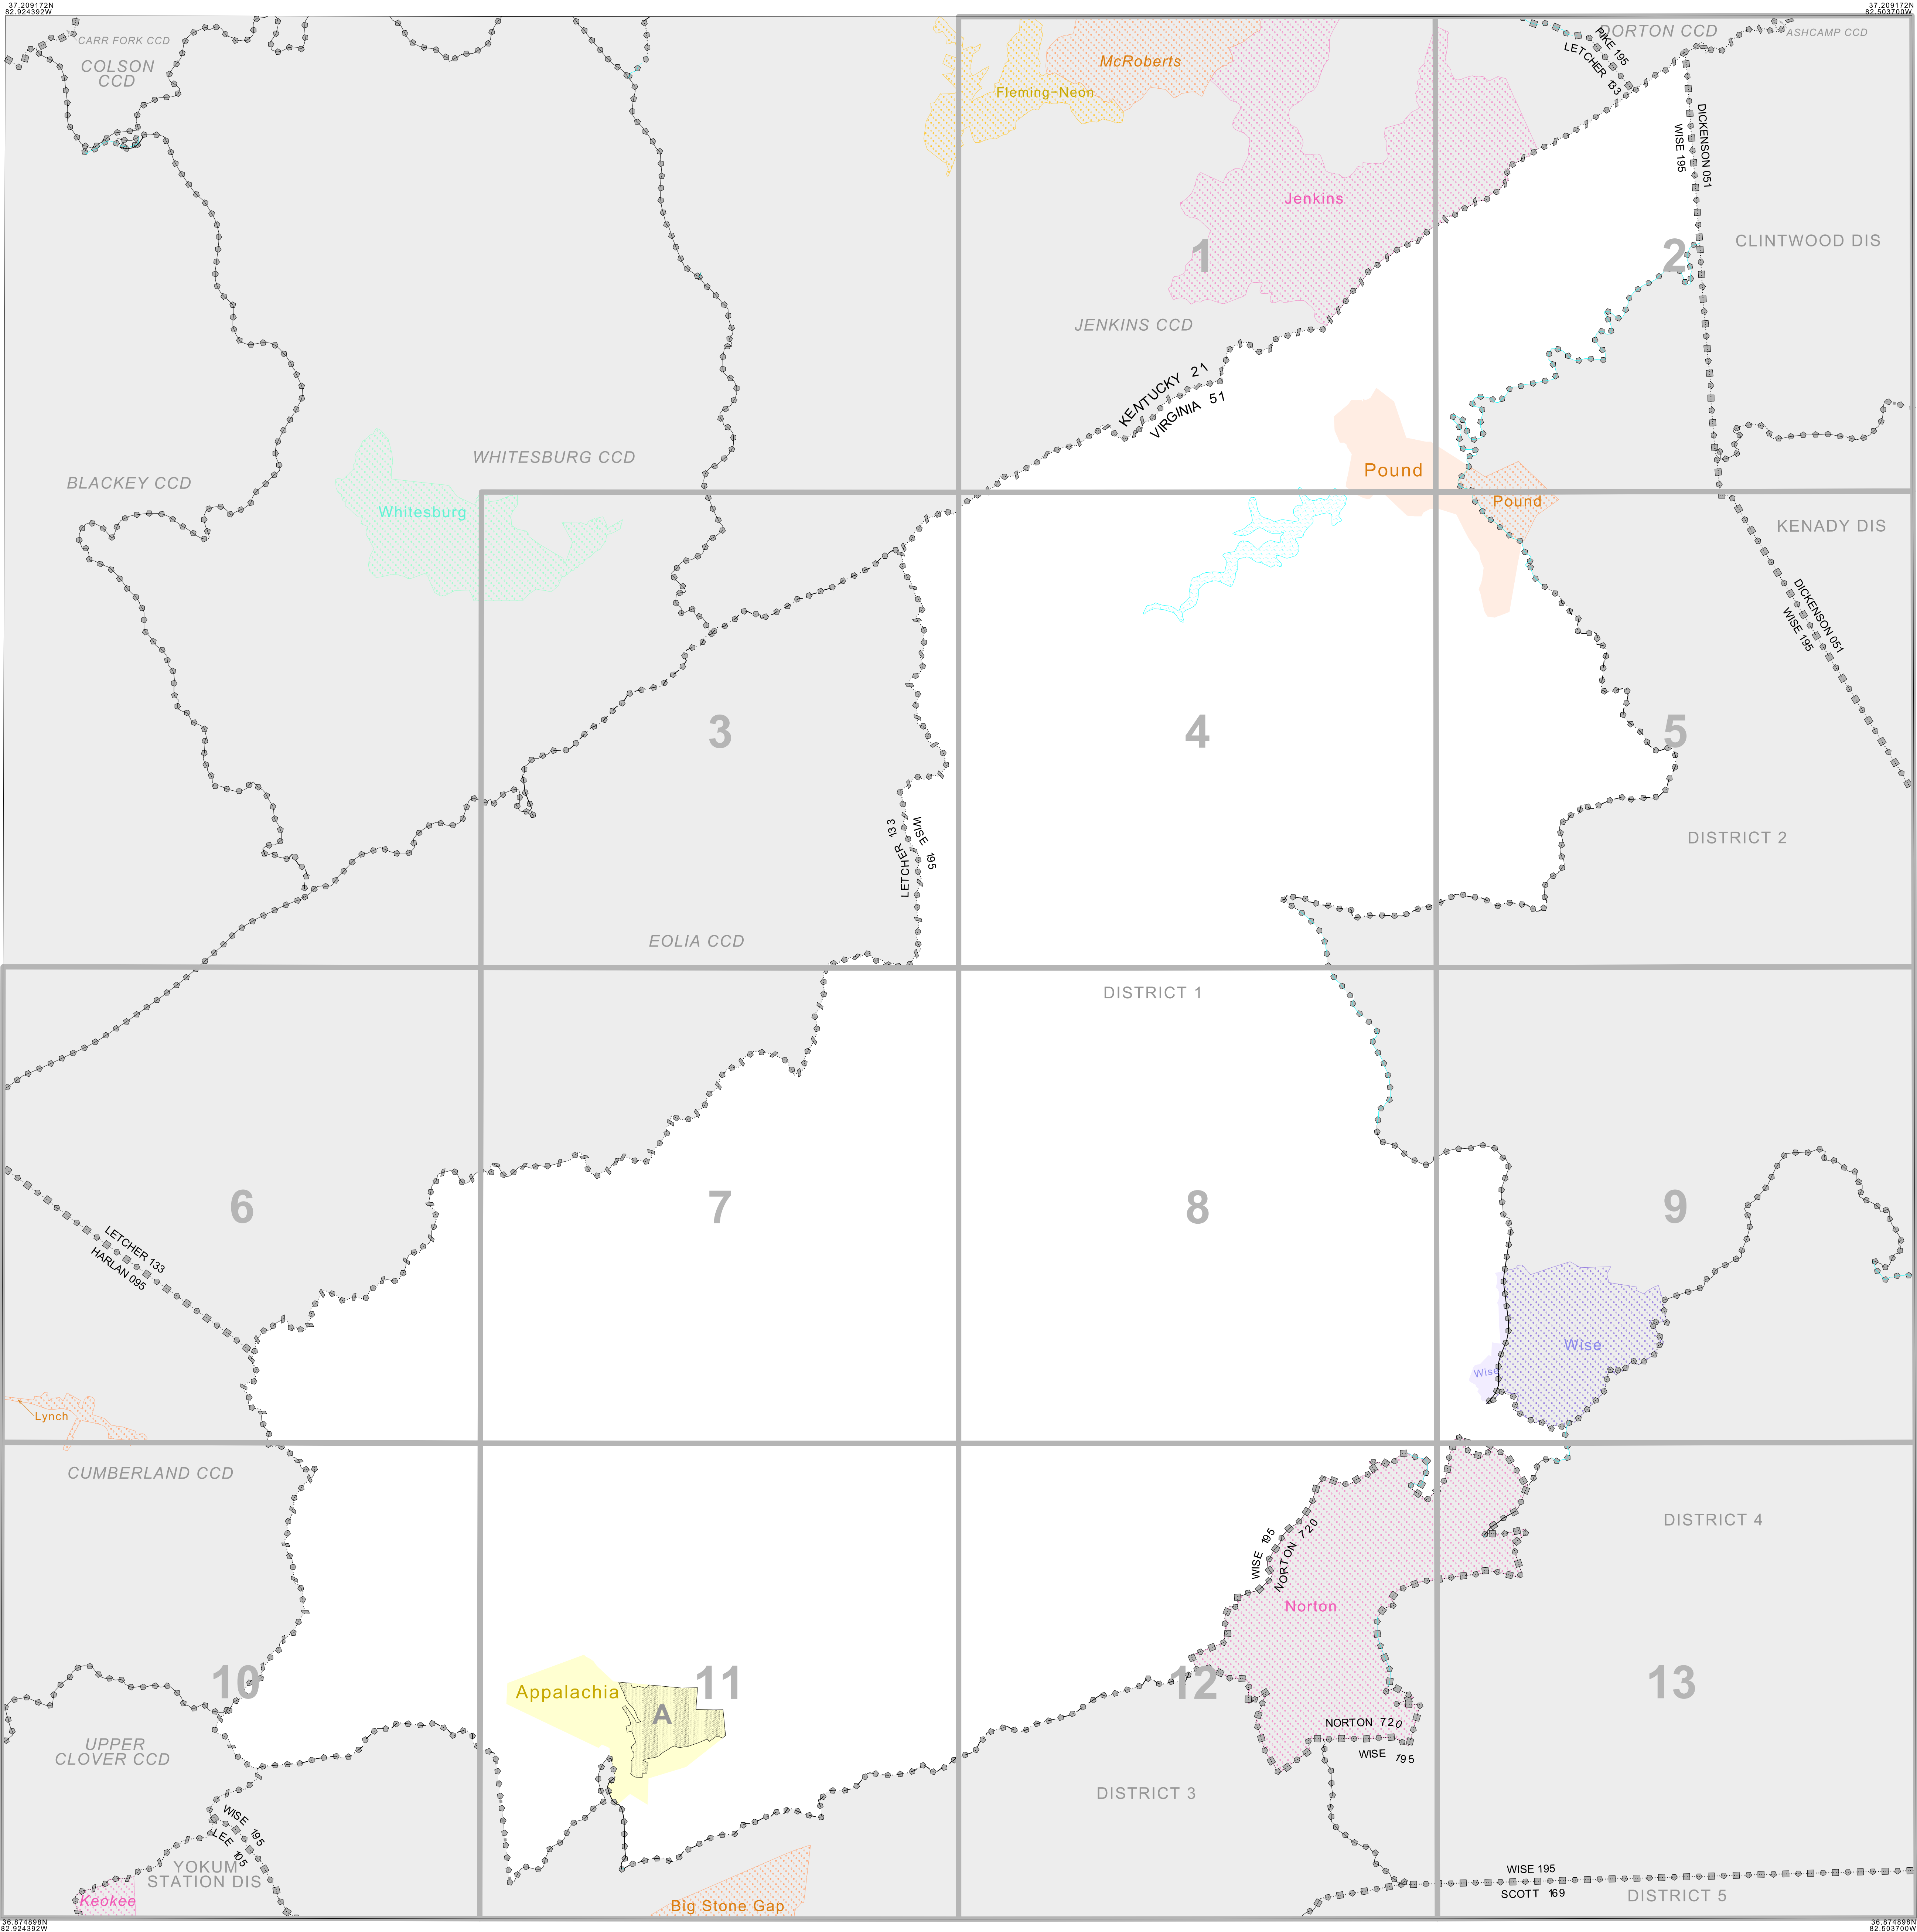 37.209172N
82.924392W
37.209172N
82.503700W
CARR FORK CCD
COLSON
CCD
McRoberts
Fleming-Neon
DORTON CCD
ASHCAMP CCD
PIKE 195
LETCHER 133
DICKENSON 051
WISE 195
Jenkins
1
2
CLINTWOOD DIS
JENKINS CCD
KENTUCKY 21
VIRGINIA 51
WHITESBURG CCD
BLACKEY CCD
Whitesburg
Pound
Pound
KENADY DIS
DICKENSON 051
WISE 195
3
4
5
LETCHER 133
WISE 195
DISTRICT 2
EOLIA CCD
DISTRICT 1
6
7
8
9
LETCHER 133
HARLAN 095
Wise
Wise
Lynch
CUMBERLAND CCD
DISTRICT 4
WISE 195
NORTON 720
Norton
10
11
12
13
Appalachia
A
NORTON 720
WISE 795
UPPER
CLOVER CCD
DISTRICT 3
WISE 195
LEE 105
YOKUM
STATION DIS
Keokee
Big Stone Gap
WISE 195
SCOTT 169
DISTRICT 5
36.874898N
82.924392W
36.874898N
82.503700W